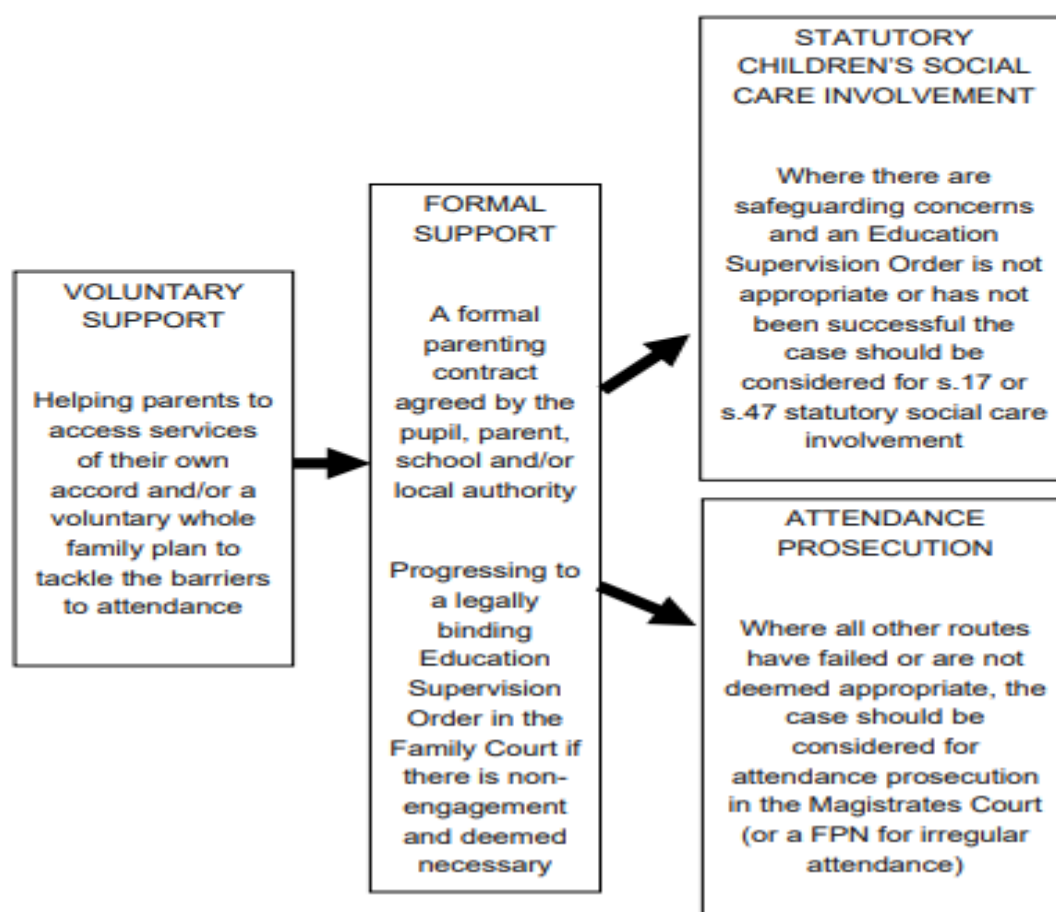 VOLUNTARY
SUPPORT
Helping parents to
access services
of their own
accord and/or a
voluntary whole
family plan to
tackle the barriers
to attendance
FORMAL
SUPPORT
A formal
parenting
contract
agreed by the
pupil, parent,
school and/or
local authority
Progressing to
a legally
binding
Education
Supervision
Order in the
Family Court if
there is non-
engagement
and deemed
necessary
STATUTORY
CHILDREN'S SOCIAL
CARE INVOLVEMENT
Where there are
safeguarding concerns
and an Education
Supervision Order is not
appropriate or has not
been successful the
case should be
considered for s.17 or
s.47 statutory social care
involvement
ATTENDANCE
PROSECUTION
Where all other routes
have failed or are not
deemed appropriate, the
case should be
considered for
attendance prosecution
in the Magistrates Court
(or a FPN for irregular
attendance)